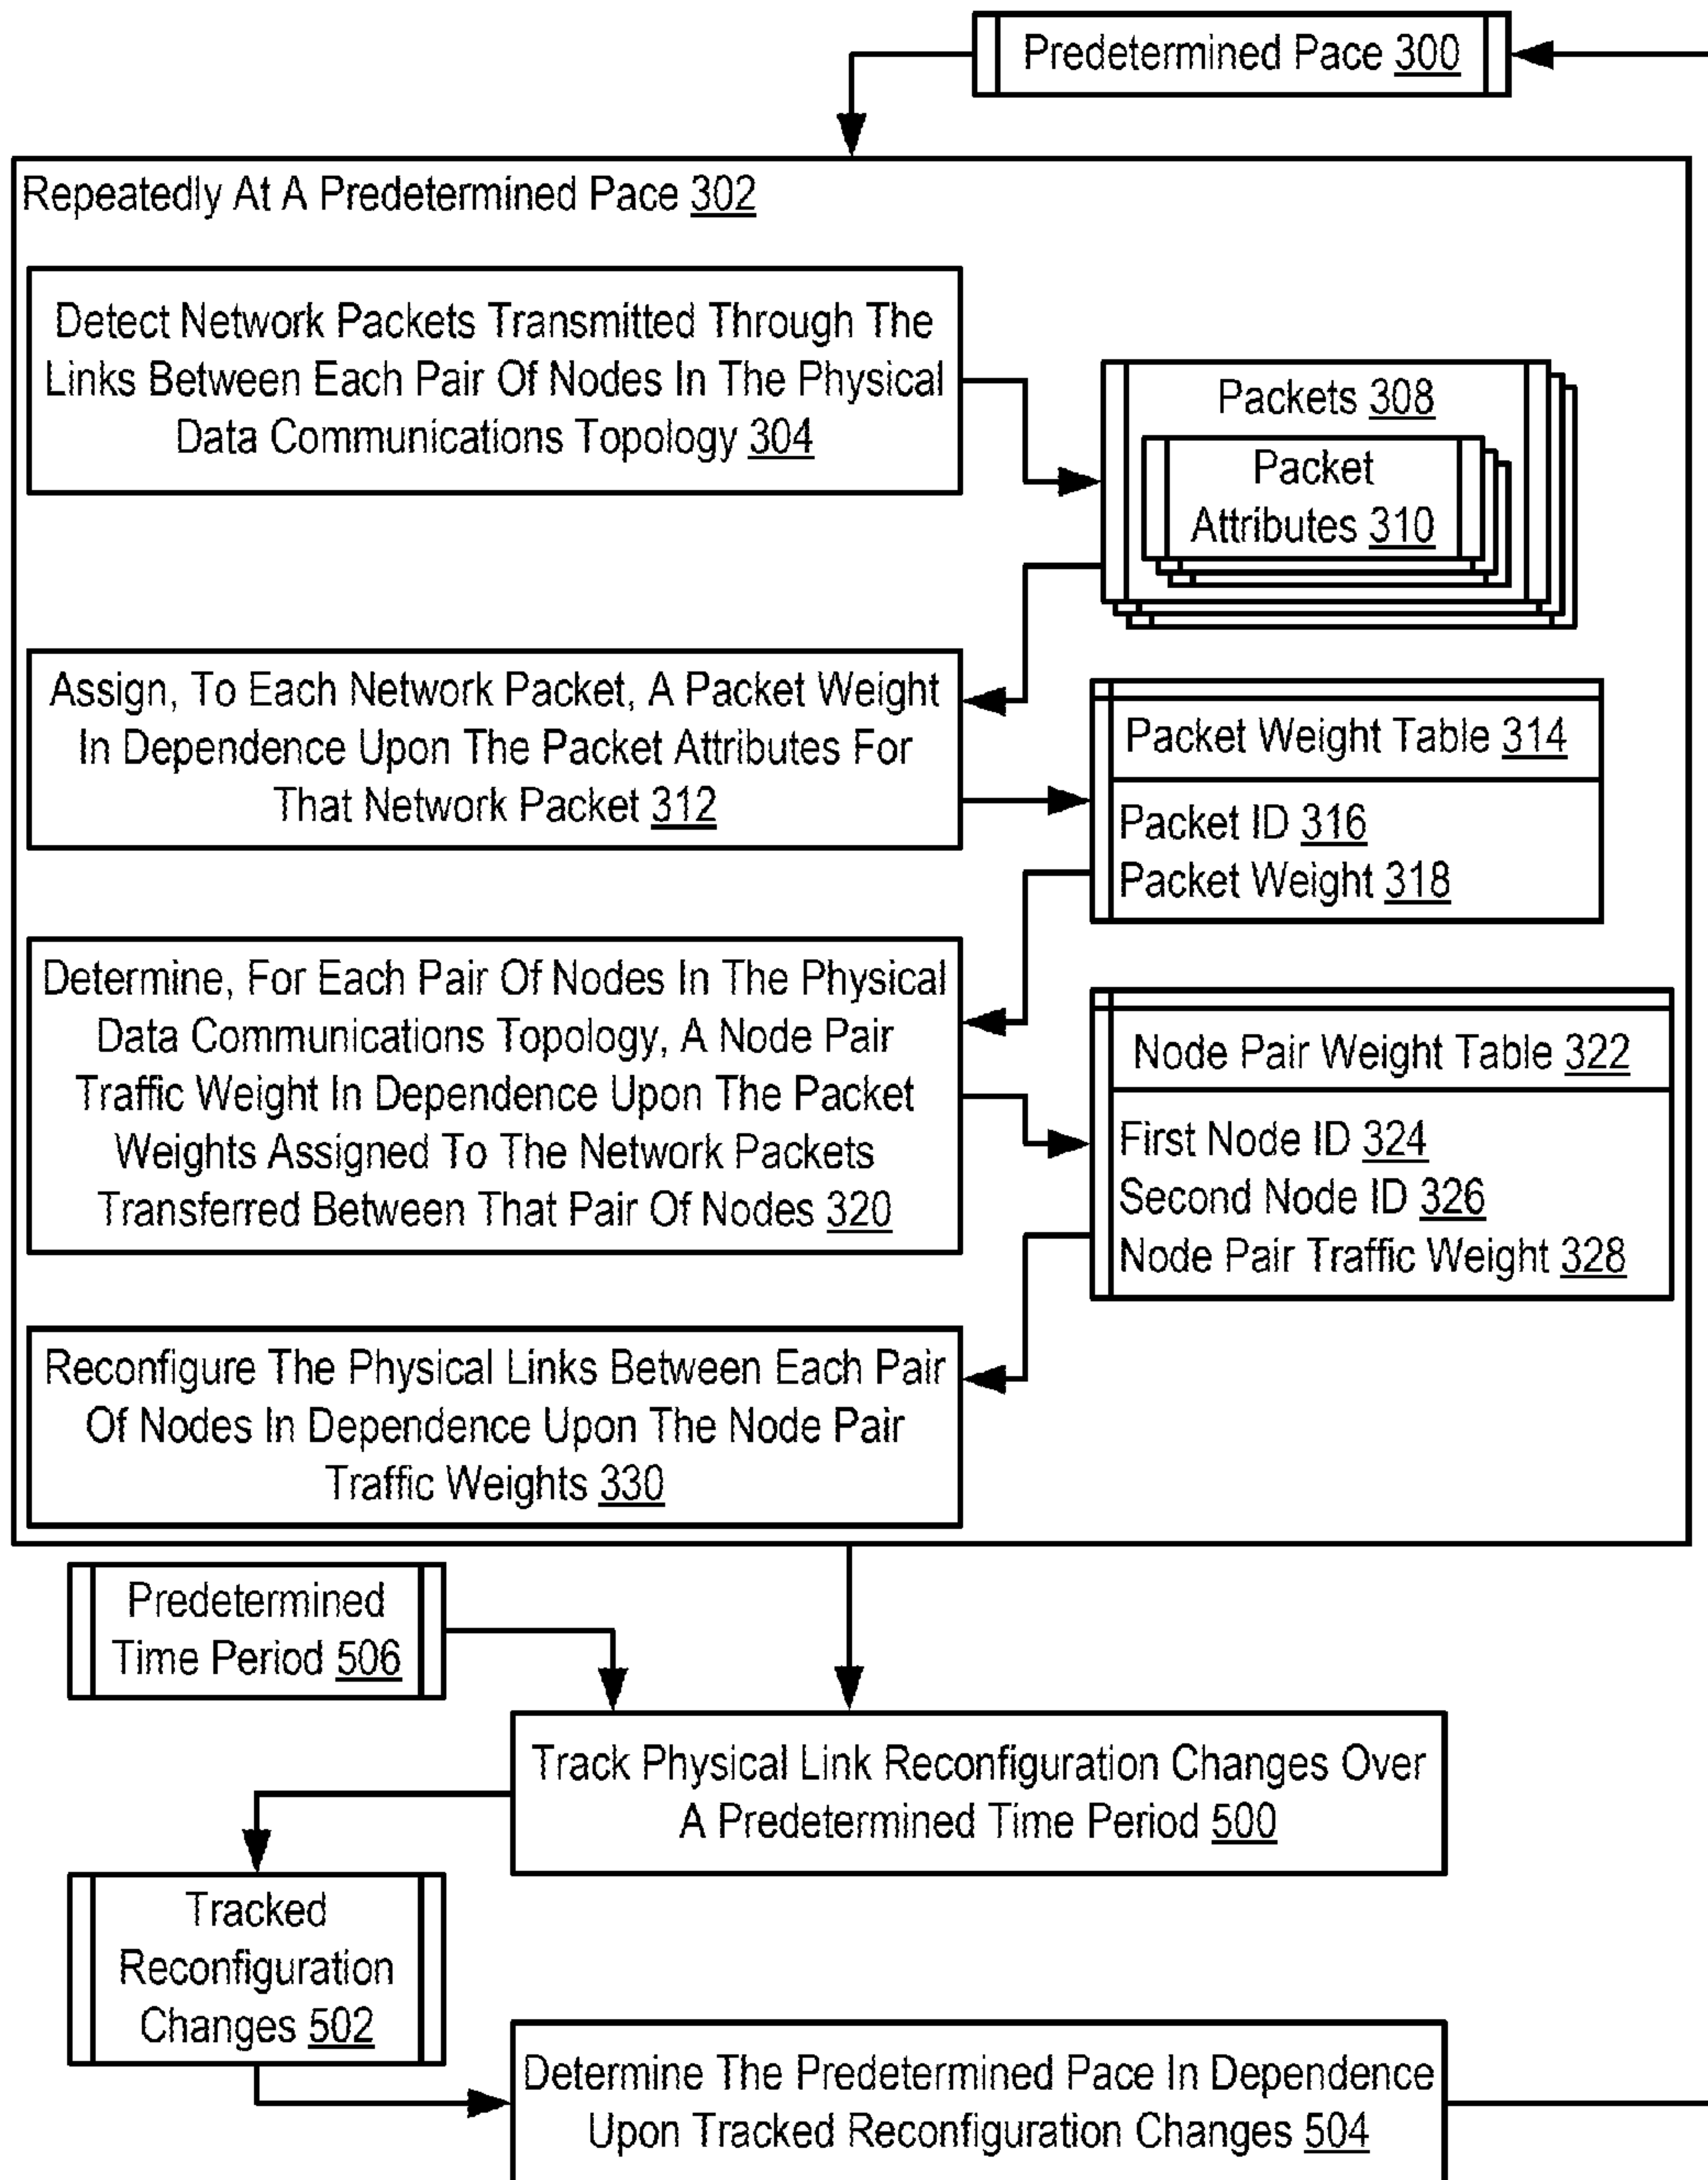 Predetermined Pace 300
Repeatedly At A Predetermined Pace 302
Detect Network Packets Transmitted Through The
Links Between Each Pair Of Nodes In The Physical
Data Communications Topology 304
Packets 308
Packet
Attributes 310
Assign, To Each Network Packet, A Packet Weight
In Dependence Upon The Packet Attributes For
That Network Packet 312
Packet Weight Table 314
Packet ID 316
Packet Weight 318
Determine, For Each Pair Of Nodes In The Physical
Data Communications Topology, A Node Pair
Traffic Weight In Dependence Upon The Packet
Weights Assigned To The Network Packets
Transferred Between That Pair Of Nodes 320
Node Pair Weight Table 322
First Node ID 324
Second Node ID 326
Node Pair Traffic Weight 328
Reconfigure The Physical Links Between Each Pair
Of Nodes In Dependence Upon The Node Pair
Traffic Weights 330
Predetermined
Time Period 506
Track Physical Link Reconfiguration Changes Over
A Predetermined Time Period 500
Tracked
Reconfiguration
Changes 502
Determine The Predetermined Pace In Dependence
Upon Tracked Reconfiguration Changes 504